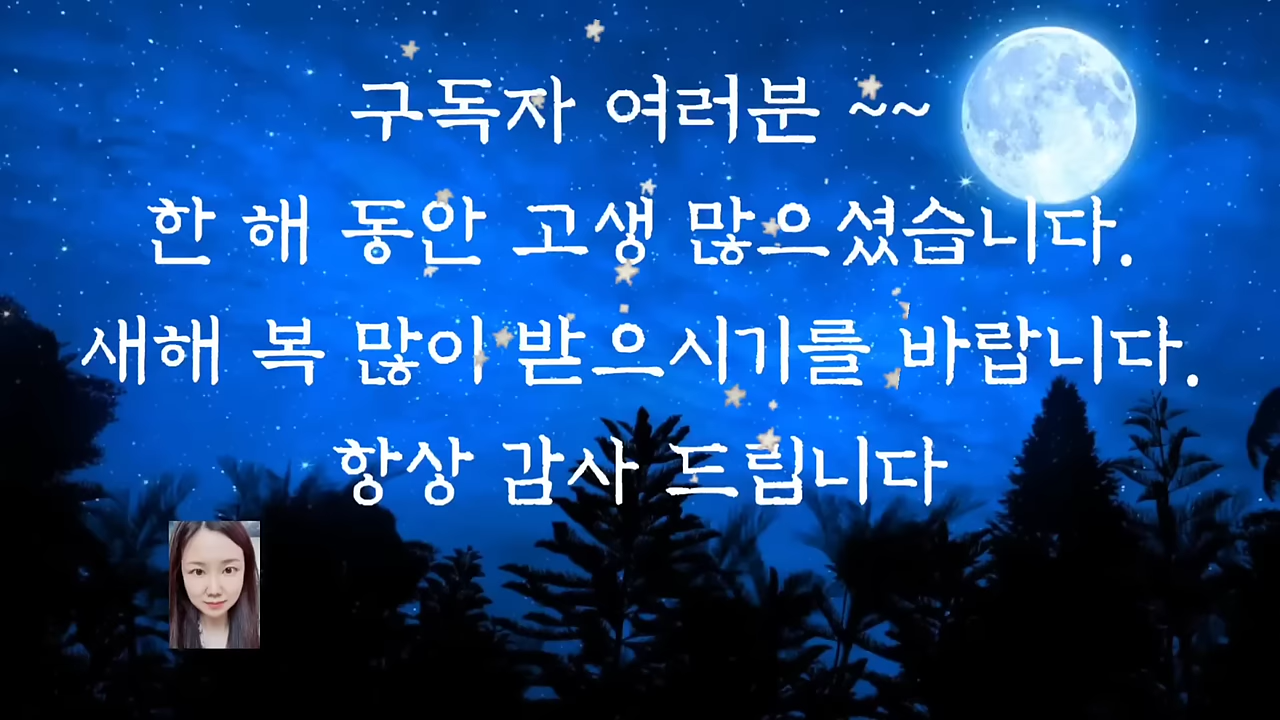 구독자 여러분 ~~
한 해 동안 고생 많으셨습니다.
새해 복 많이 받으시기를 바랍니다.
항상 감사 드립니다